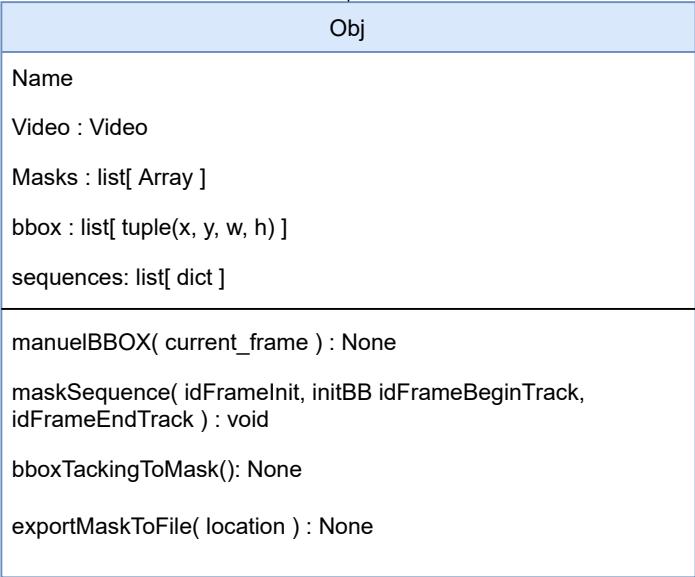 Obj
Name
Video : Video
Masks : list[ Array ]
bbox : list[ tuple(x, y, w, h) ]
sequences: list[ dict ]
manuelBBOX( current_frame ) : None
maskSequence( idFrameInit, initBB idFrameBeginTrack,
idFrameEndTrack ) : void
bboxTackingToMask(): None
exportMaskToFile( location ) : None